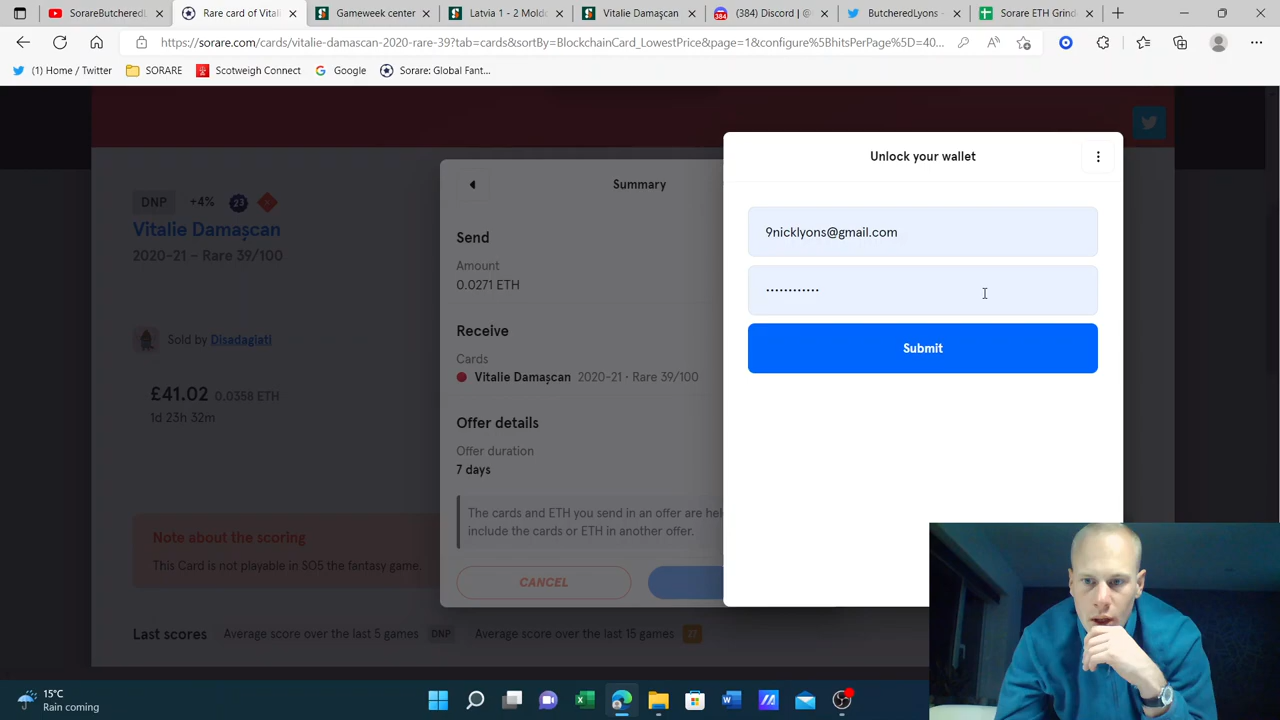 SorareButcheredL
Rare card of Vitali
Gameweek center
Latvia 1 - 2 Mold
Vitalie Damașcan
(384) Discord | @
ButcheredLyons -
Sorare ETH Grind
https://sorare.com/cards/vitalie-damascan-2020-rare-39?tab=cards&sortBy=BlockchainCard_LowestPrice&page=1&configure%5BhitsPerPage%5D=40...
(1) Home / Twitter
SORARE
Scotweigh Connect
Google
Sorare: Global Fant...
DNP +4% 23
Vitalie Damașcan
2020-21 – Rare 39/100
Sold by Disadagiati
£41.02 0.0358 ETH
1d 23h 32m
Note about the scoring
This Card is not playable in SO5 the fantasy game.
Last scores Average score over the last 5 games DNP Average score over the last 15 games
Summary
Send
Amount
0.0271 ETH
Receive
Cards
Vitalie Damașcan 2020-21 · Rare 39/100
Offer details
Offer duration
7 days
The cards and ETH you send in an offer are hel
include the cards or ETH in another offer.
CANCEL
Unlock your wallet
9nicklyons@gmail.com
············
Submit
15°C
Rain coming